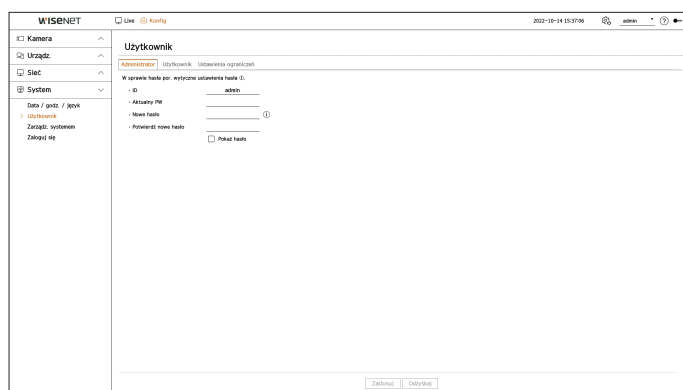 WISENET
Live Konfig
2022-10-14 15:37:06 admin
Kamera
Urządz.
Sieć
System
Data / godz. / język
> Użytkownik
Zarządz. systemem
Zaloguj się
Użytkownik
Administrator Użytkownik Ustawienia ograniczeń
W sprawie hasła por. wytyczne ustawienia hasła ①.
• ID admin
• Aktualny PW
• Nowe hasło
• Potwierdź nowe hasło
Pokaż hasło
Zastosuj Odzyskaj